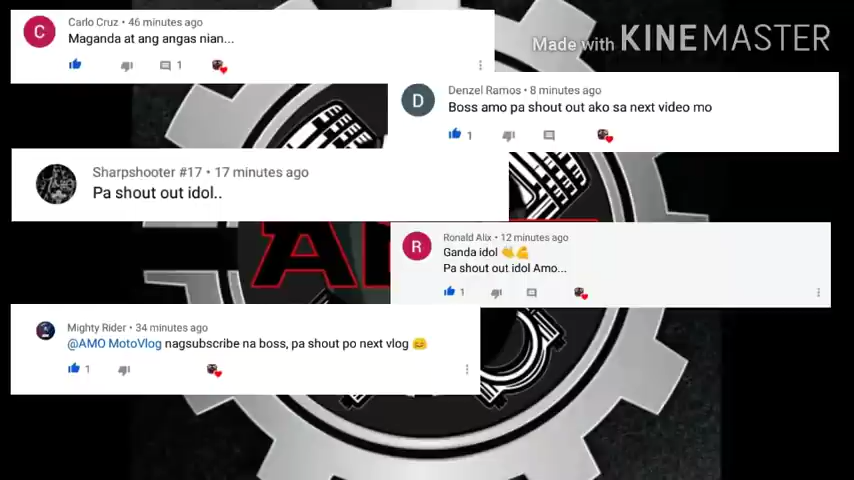 Carlo Cruz • 46 minutes ago
Maganda at ang angas nian...
1
Made with KINEMASTER
Denzel Ramos • 8 minutes ago
Boss amo pa shout out ako sa next video mo
1
Sharpshooter #17 • 17 minutes ago
Pa shout out idol..
Ronald Alix • 12 minutes ago
Ganda idol 👏💪
Pa shout out idol Amo...
1
Mighty Rider • 34 minutes ago
@AMO MotoVlog nagsubscribe na boss, pa shout po next vlog 😊
1